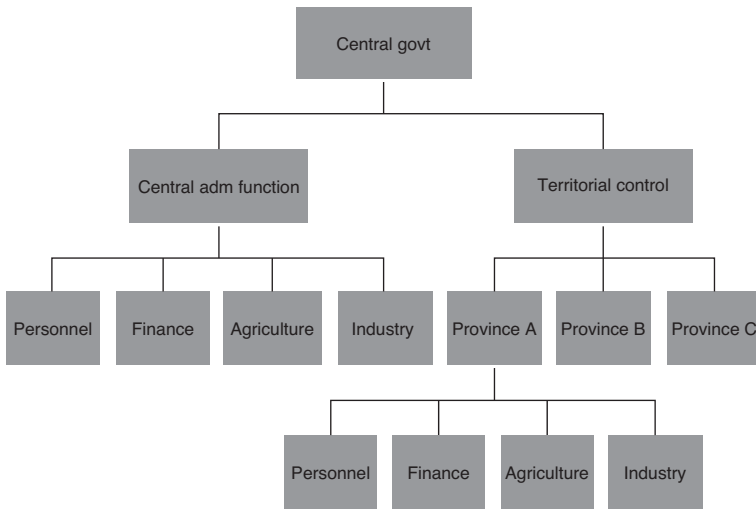 Central govt
Central adm function
Territorial control
Personnel
Finance
Agriculture
Industry
Province A
Province B
Province C
Personnel
Finance
Agriculture
Industry